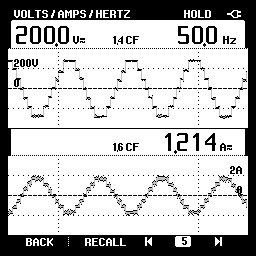 VOLTS/AMPS/HERTZ HOLD
200.0 V≂ 1.4 CF 50.0 Hz
200V
0
1.6 CF 1.214 A≂
2A
0
BACK RECALL 5